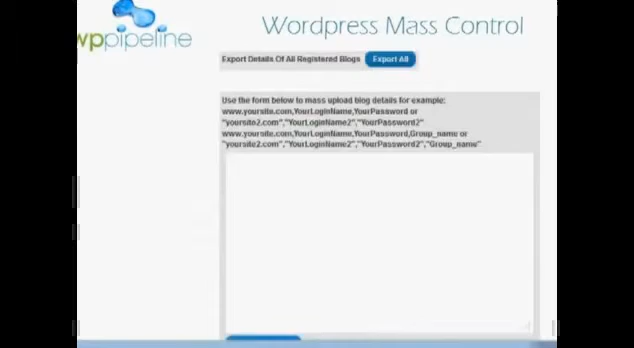 wppipeline
Wordpress Mass Control
Export Details Of All Registered Blogs Export All
Use the form below to mass upload blog details for example:
www.yoursite.com,YourLoginName,YourPassword or
"yoursite2.com","YourLoginName2","YourPassword2"
www.yoursite.com,YourLoginName,YourPassword,Group_name or
"yoursite2.com","YourLoginName2","YourPassword2","Group_name"